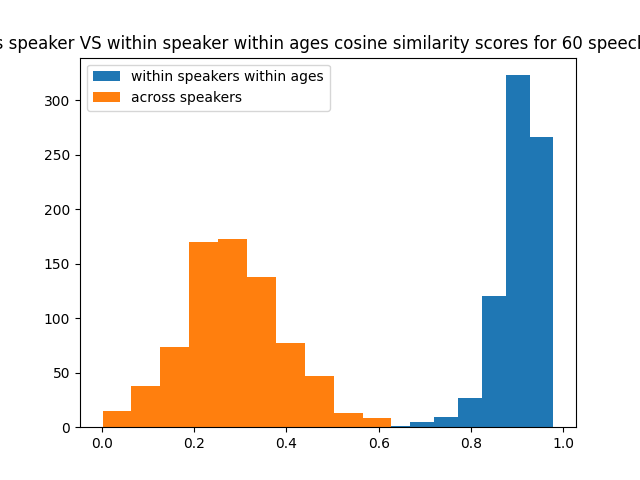 s speaker VS within speaker within ages cosine similarity scores for 60 speec
within speakers within ages
across speakers
300
250
200
150
100
50
0
0.0 0.2 0.4 0.6 0.8 1.0